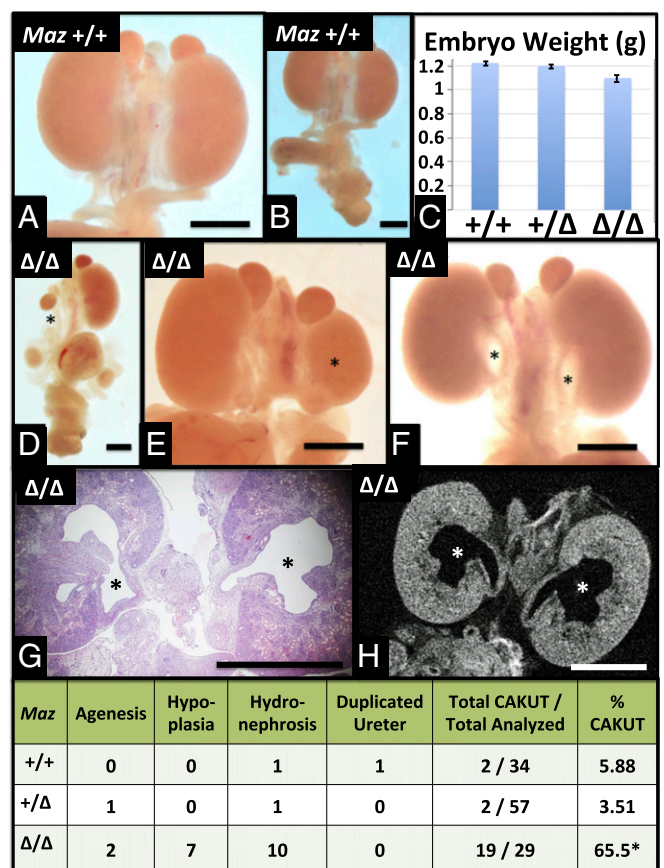 Maz +/+
A
Maz +/+
B
Embryo Weight (g)
1.2
1
0.8
0.6
0.4
0.2
+/+ +/Δ Δ/Δ
C
Δ/Δ
*
D
Δ/Δ
*
E
Δ/Δ
* *
F
Δ/Δ
* *
G
Δ/Δ
* *
H
Maz Agenesis Hypo-plasia Hydro-nephrosis Duplicated Ureter Total CAKUT / Total Analyzed % CAKUT
+/+ 0 0 1 1 2 / 34 5.88
+/Δ 1 0 1 0 2 / 57 3.51
Δ/Δ 2 7 10 0 19 / 29 65.5*